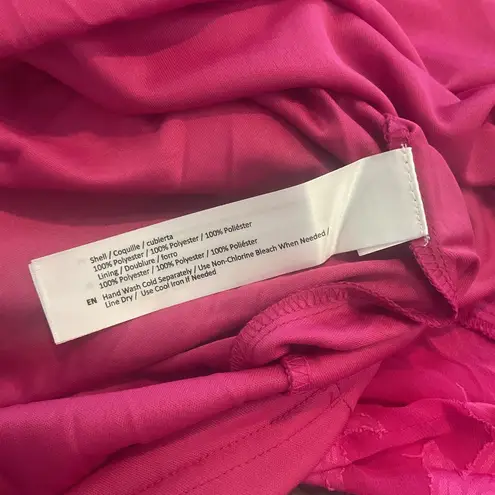 Shell / Coquille / cubierta
100% Polyester / 100% Polyester / 100% Poliéster
Lining / Doublure / forro
100% Polyester / 100% Polyester / 100% Poliéster
EN Hand Wash Cold Separately / Use Non-Chlorine Bleach When Needed /
Line Dry / Use Cool Iron if Needed